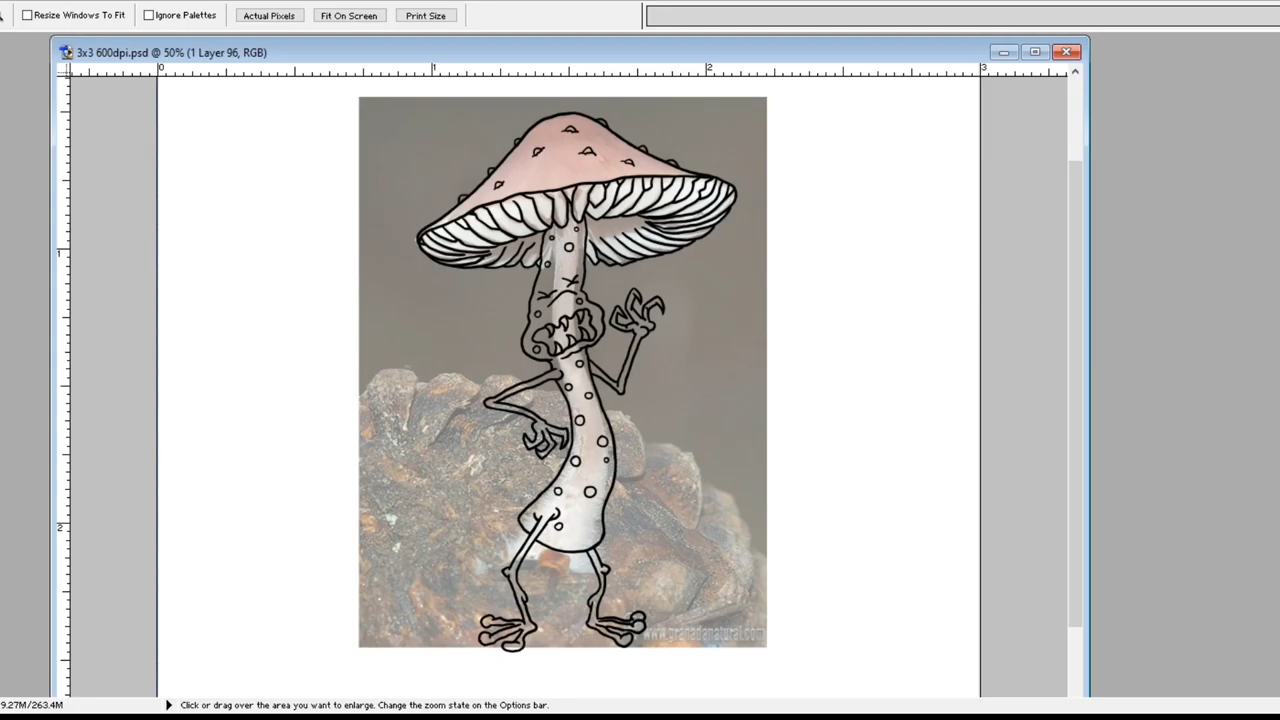 Resize Windows To Fit Ignore Palettes Actual Pixels Fit On Screen Print Size
3x3 600dpi.psd @ 50% (1 Layer 96, RGB)
0 1 2 3
1
2
www.granadanatural.com
9.27M/263.4M Click or drag over the area you want to enlarge. Change the zoom state on the Options bar.